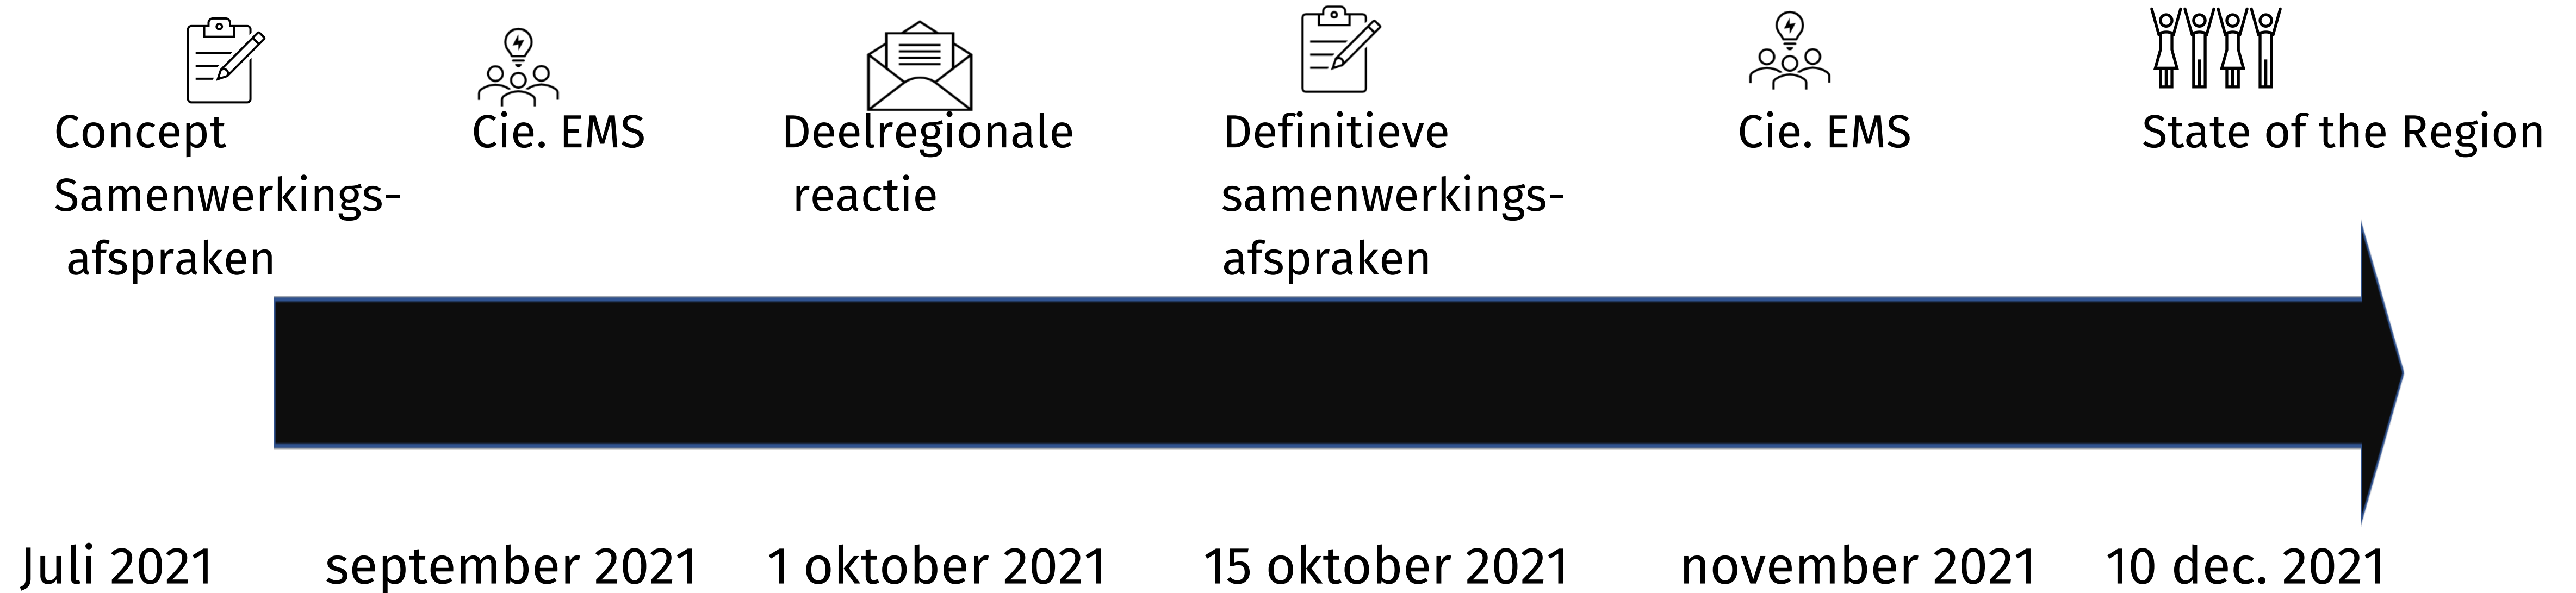 Concept
Samenwerkings-
afspraken
Cie. EMS
Deelregionale
reactie
Definitieve
samenwerkings-
afspraken
Cie. EMS
State of the Region
Juli 2021
september 2021
1 oktober 2021
15 oktober 2021
november 2021
10 dec. 2021